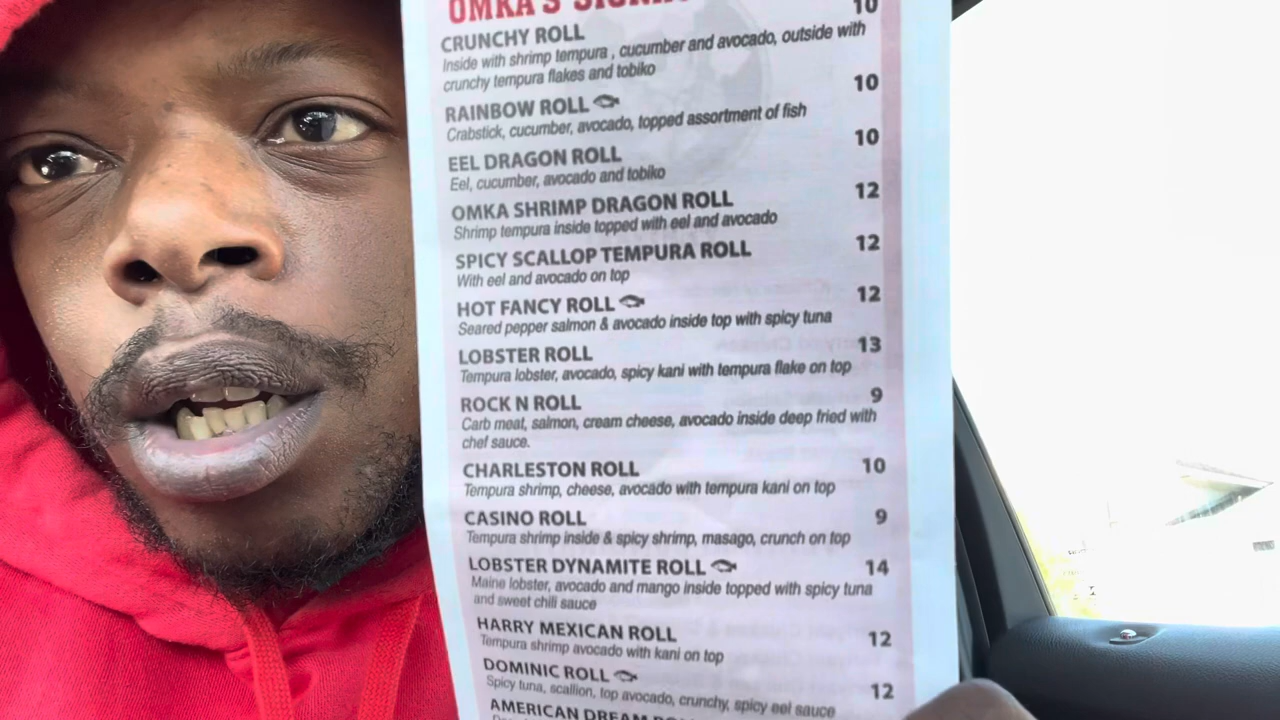 OMKA'S
10
CRUNCHY ROLL
Inside with shrimp tempura , cucumber and avocado, outside with
crunchy tempura flakes and tobiko
RAINBOW ROLL 10
Crabstick, cucumber, avocado, topped assortment of fish
EEL DRAGON ROLL 10
Eel, cucumber, avocado and tobiko
OMKA SHRIMP DRAGON ROLL 12
Shrimp tempura inside topped with eel and avocado
SPICY SCALLOP TEMPURA ROLL 12
With eel and avocado on top
HOT FANCY ROLL 12
Seared pepper salmon & avocado inside top with spicy tuna
LOBSTER ROLL 13
Tempura lobster, avocado, spicy kani with tempura flake on top
ROCK N ROLL 9
Carb meat, salmon, cream cheese, avocado inside deep fried with
chef sauce.
CHARLESTON ROLL 10
Tempura shrimp, cheese, avocado with tempura kani on top
CASINO ROLL 9
Tempura shrimp inside & spicy shrimp, masago, crunch on top
LOBSTER DYNAMITE ROLL 14
Maine lobster, avocado and mango inside topped with spicy tuna
and sweet chili sauce
HARRY MEXICAN ROLL 12
Tempura shrimp avocado with kani on top
DOMINIC ROLL 12
Spicy tuna, scallion, top avocado, crunchy, spicy eel sauce
AMERICAN DREAM